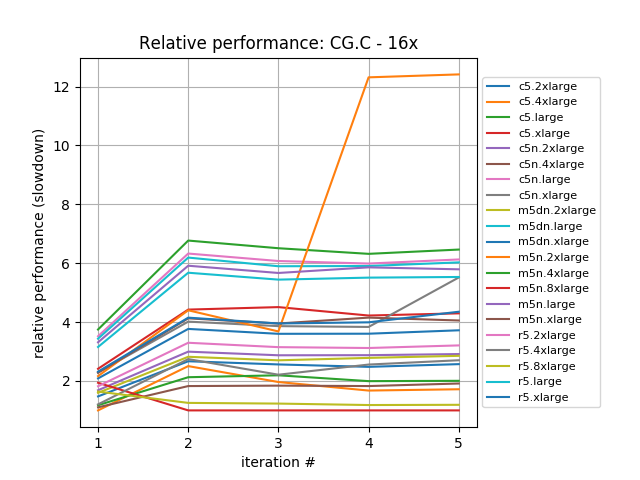 Relative performance: CG.C - 16x
relative performance (slowdown)
12
10
8
6
4
2
1 2 3 4 5
iteration #
c5.2xlarge
c5.4xlarge
c5.large
c5.xlarge
c5n.2xlarge
c5n.4xlarge
c5n.large
c5n.xlarge
m5dn.2xlarge
m5dn.large
m5dn.xlarge
m5n.2xlarge
m5n.4xlarge
m5n.8xlarge
m5n.large
m5n.xlarge
r5.2xlarge
r5.4xlarge
r5.8xlarge
r5.large
r5.xlarge